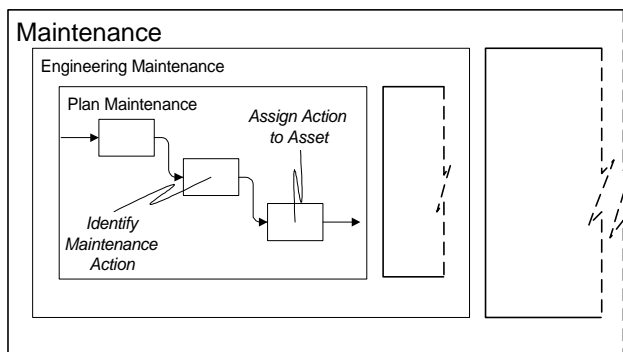 Maintenance
Engineering Maintenance
Plan Maintenance
Assign Action
to Asset
Identify
Maintenance
Action